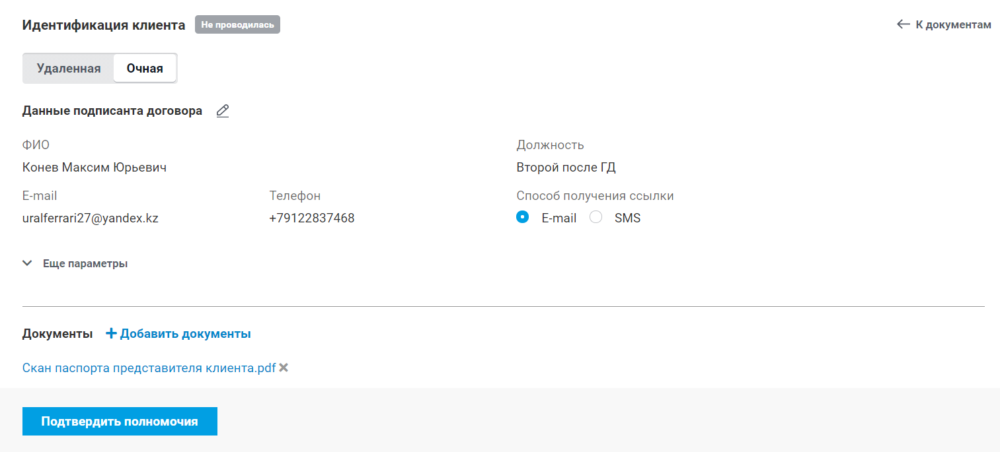 Идентификация клиента Не проводилась ← К документам
Удаленная Очная
Данные подписанта договора
ФИО Должность
Конев Максим Юрьевич Второй после ГД
E-mail Телефон Способ получения ссылки
uralferrari27@yandex.kz +79122837468 E-mail SMS
Еще параметры
Документы + Добавить документы
Скан паспорта представителя клиента.pdf
Подтвердить полномочия